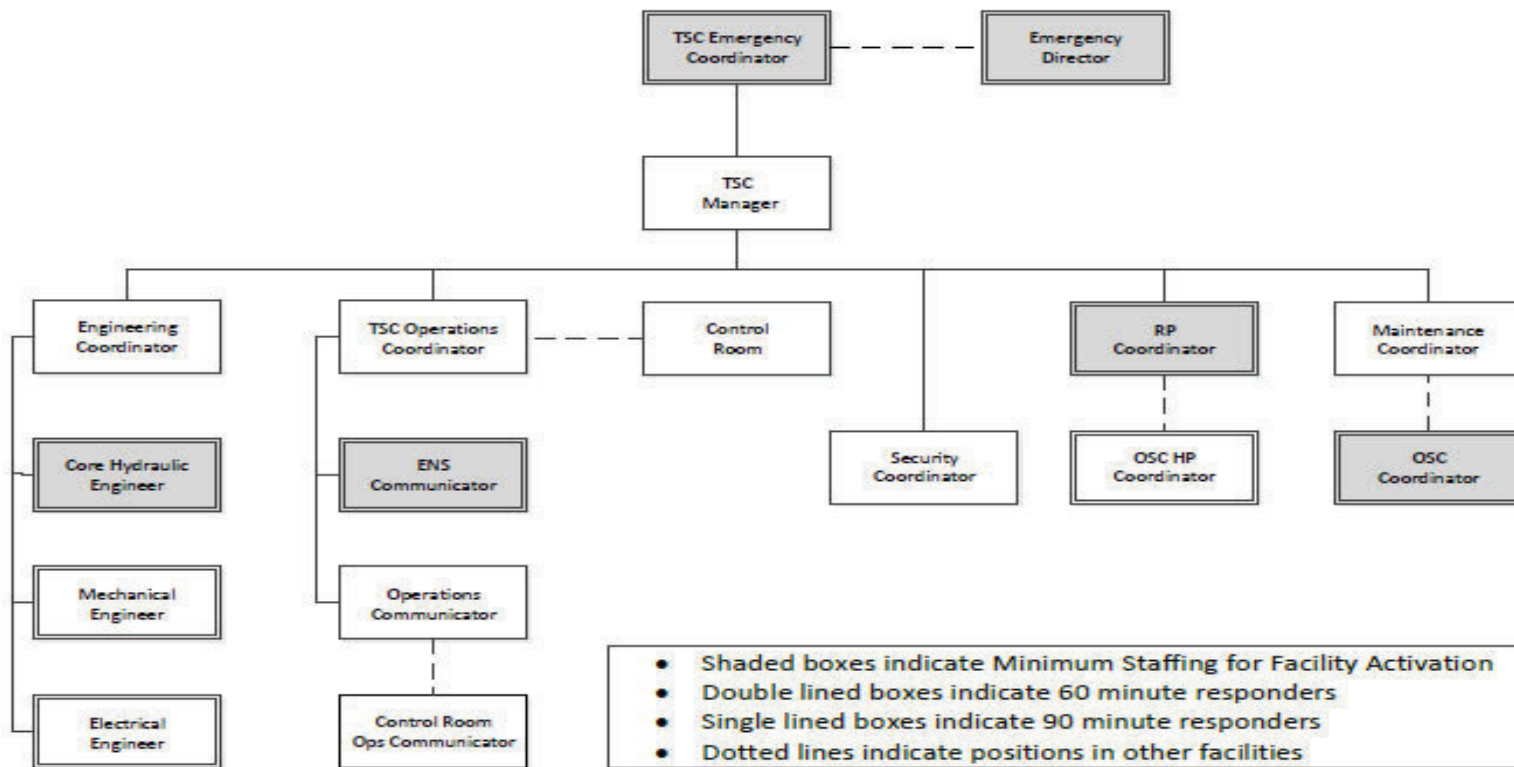 TSC Emergency
Coordinator
Emergency
Director
TSC
Manager
Engineering
Coordinator
TSC Operations
Coordinator
Control
Room
RP
Coordinator
Maintenance
Coordinator
Core Hydraulic
Engineer
ENS
Communicator
Security
Coordinator
OSC HP
Coordinator
OSC
Coordinator
Mechanical
Engineer
Operations
Communicator
Electrical
Engineer
Control Room
Ops Communicator
• Shaded boxes indicate Minimum Staffing for Facility Activation
• Double lined boxes indicate 60 minute responders
• Single lined boxes indicate 90 minute responders
• Dotted lines indicate positions in other facilities